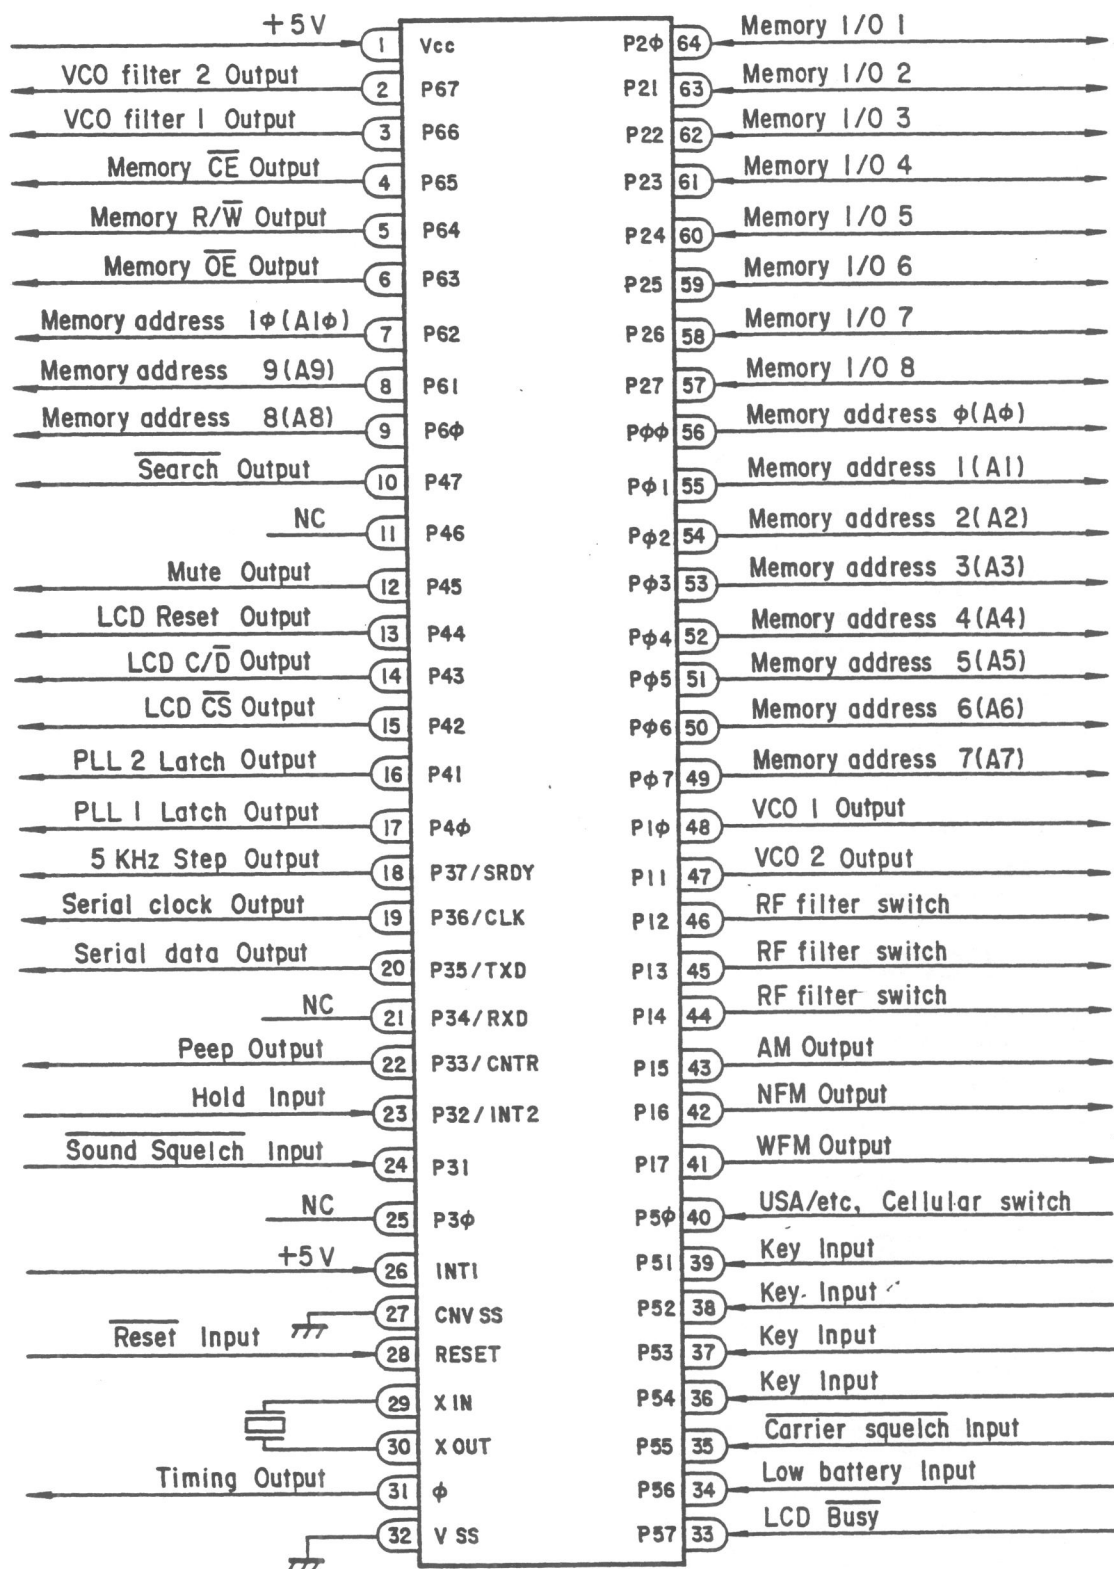 +5V 1 Vcc P2φ 64 Memory I/O 1
VCO filter 2 Output 2 P67 P21 63 Memory I/O 2
VCO filter 1 Output 3 P66 P22 62 Memory I/O 3
Memory C̅E̅ Output 4 P65 P23 61 Memory I/O 4
Memory R/W̅ Output 5 P64 P24 60 Memory I/O 5
Memory O̅E̅ Output 6 P63 P25 59 Memory I/O 6
Memory address 1φ(A1φ) 7 P62 P26 58 Memory I/O 7
Memory address 9(A9) 8 P61 P27 57 Memory I/O 8
Memory address 8(A8) 9 P6φ Pφφ 56 Memory address φ(Aφ)
S̅e̅a̅r̅c̅h̅ Output 10 P47 Pφ1 55 Memory address 1(A1)
NC 11 P46 Pφ2 54 Memory address 2(A2)
Mute Output 12 P45 Pφ3 53 Memory address 3(A3)
LCD Reset Output 13 P44 Pφ4 52 Memory address 4(A4)
LCD C/D̅ Output 14 P43 Pφ5 51 Memory address 5(A5)
LCD C̅S̅ Output 15 P42 Pφ6 50 Memory address 6(A6)
PLL 2 Latch Output 16 P41 Pφ7 49 Memory address 7(A7)
PLL 1 Latch Output 17 P4φ P1φ 48 VCO 1 Output
5 KHz Step Output 18 P37/SRDY P11 47 VCO 2 Output
Serial clock Output 19 P36/CLK P12 46 RF filter switch
Serial data Output 20 P35/TXD P13 45 RF filter switch
NC 21 P34/RXD P14 44 RF filter switch
Peep Output 22 P33/CNTR P15 43 AM Output
Hold Input 23 P32/INT2 P16 42 NFM Output
S̅o̅u̅n̅d̅ ̅S̅q̅u̅e̅l̅c̅h̅ Input 24 P31 P17 41 WFM Output
NC 25 P3φ P5φ 40 USA/etc, Cellular switch
+5V 26 INT1 P51 39 Key Input
27 CNVSS P52 38 Key Input
R̅e̅s̅e̅t̅ Input 28 RESET P53 37 Key Input
29 XIN P54 36 Key Input
30 XOUT P55 35 C̅a̅r̅r̅i̅e̅r̅ ̅s̅q̅u̅e̅l̅c̅h̅ Input
Timing Output 31 φ P56 34 Low battery Input
32 VSS P57 33 LCD B̅u̅s̅y̅